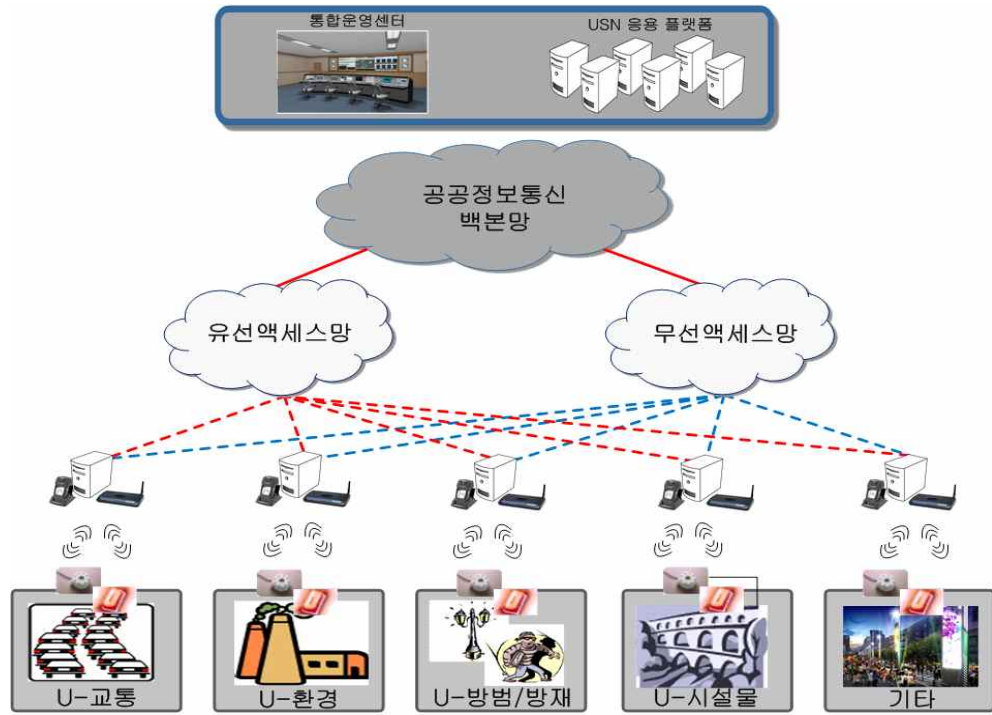 통합운영센터
USN 응용 플랫폼
공공정보통신
백본망
유선액세스망
무선액세스망
U-교통
U-환경
U-방범/방재
U-시설물
기타